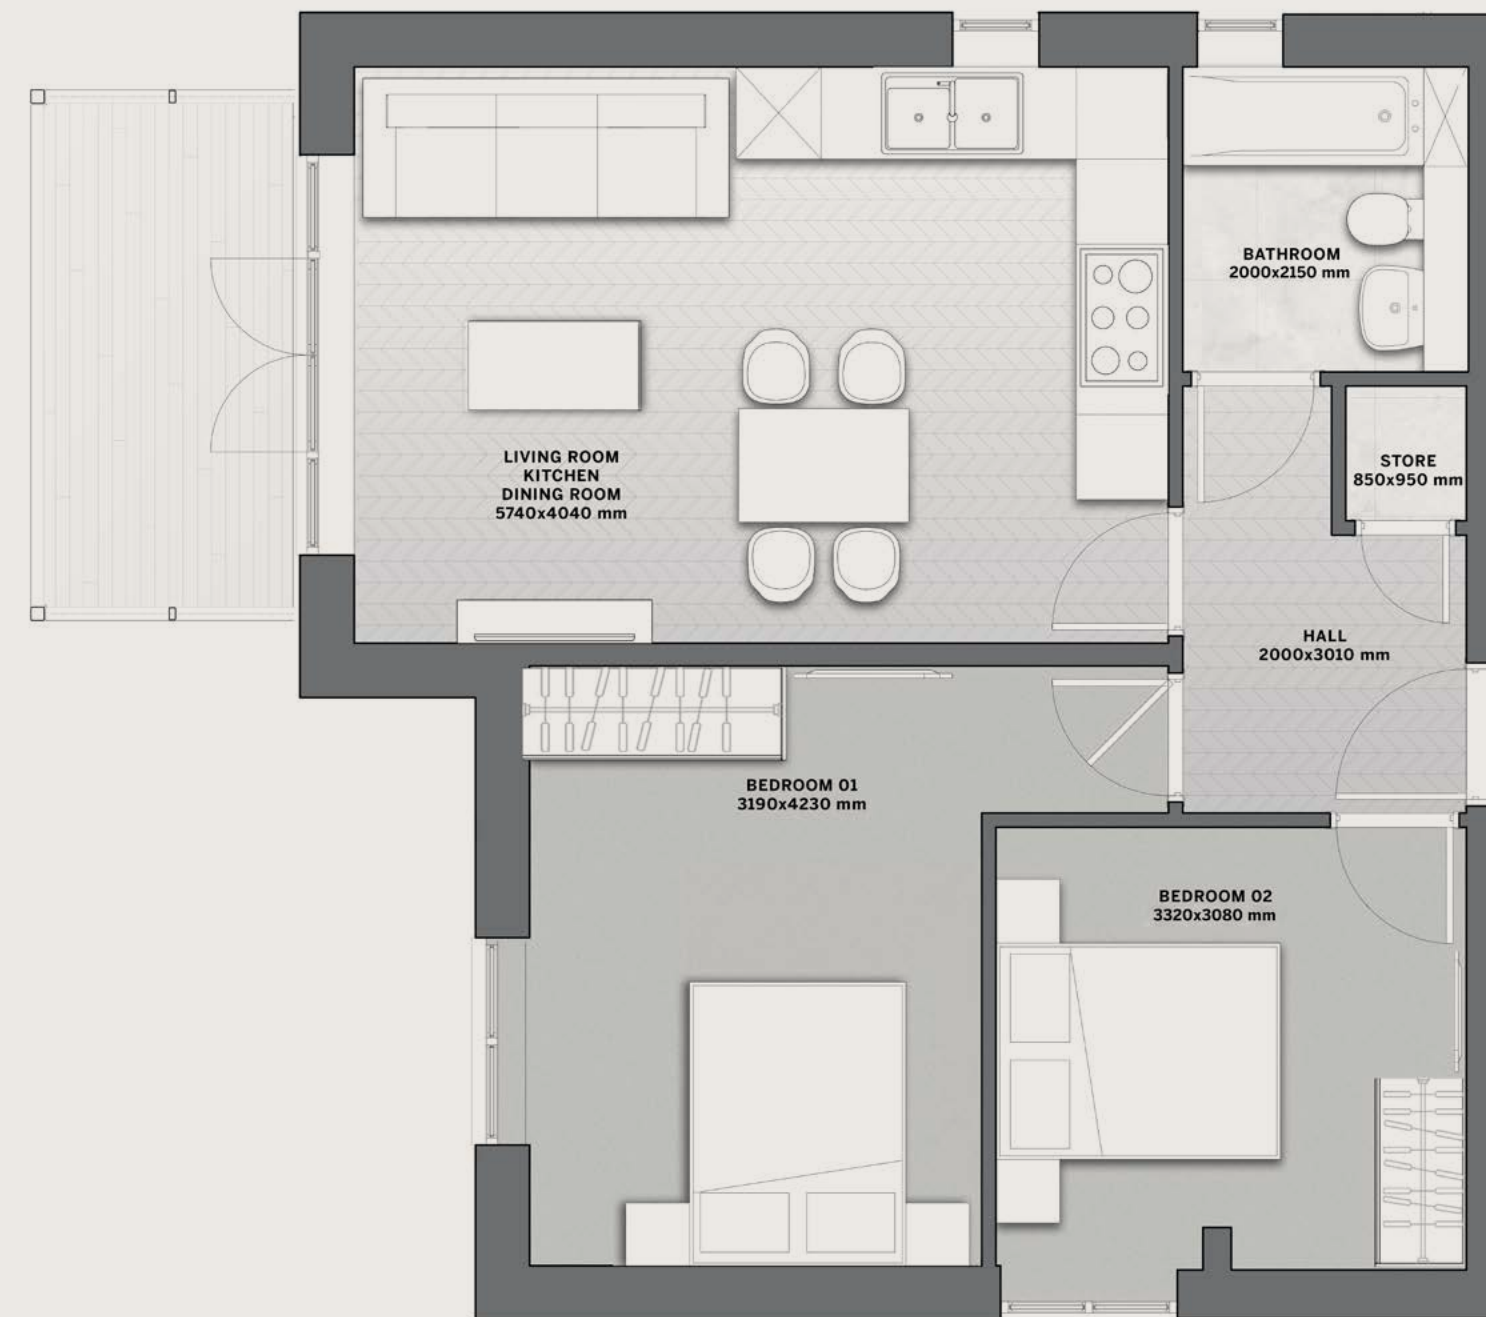 BATHROOM
2000x2150 mm
LIVING ROOM
KITCHEN
DINING ROOM
5740x4040 mm
STORE
850x950 mm
HALL
2000x3010 mm
BEDROOM 01
3190x4230 mm
BEDROOM 02
3320x3080 mm